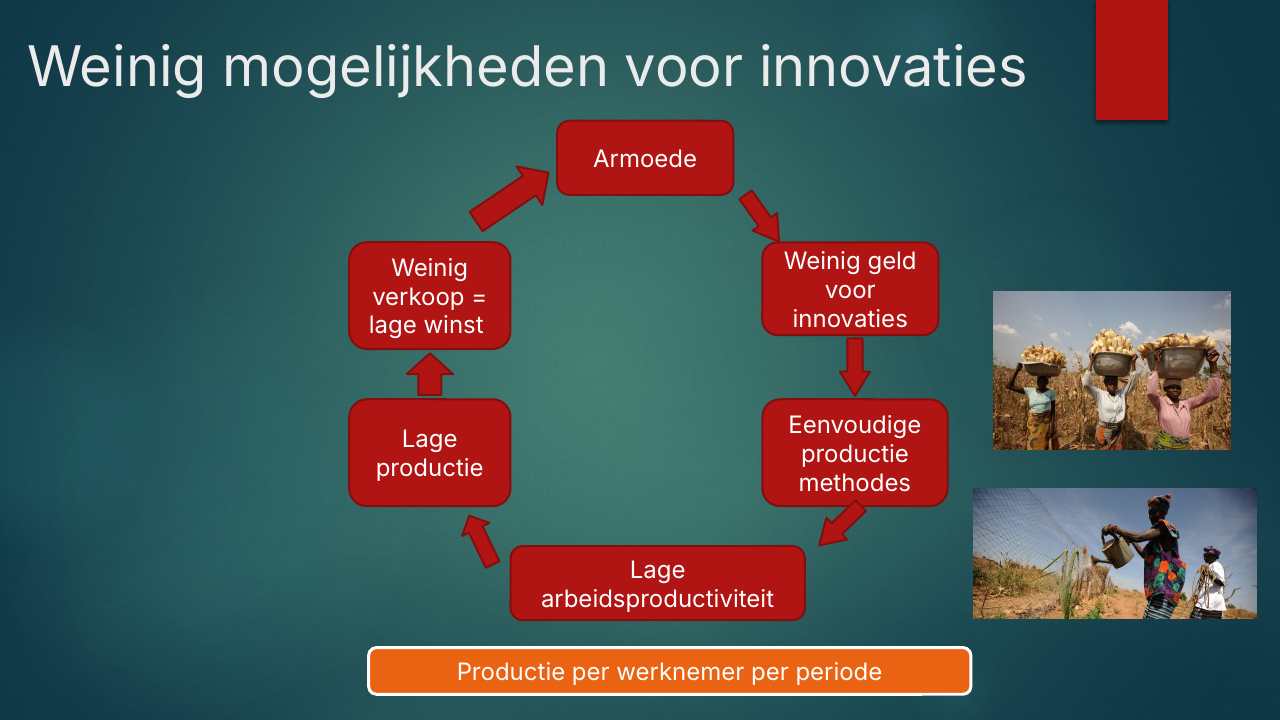 Weinig mogelijkheden voor innovaties
Armoede
Weinig geld
voor
innovaties
Eenvoudige
productie
methodes
Lage
arbeidsproductiviteit
Lage
productie
Weinig
verkoop =
lage winst
Productie per werknemer per periode